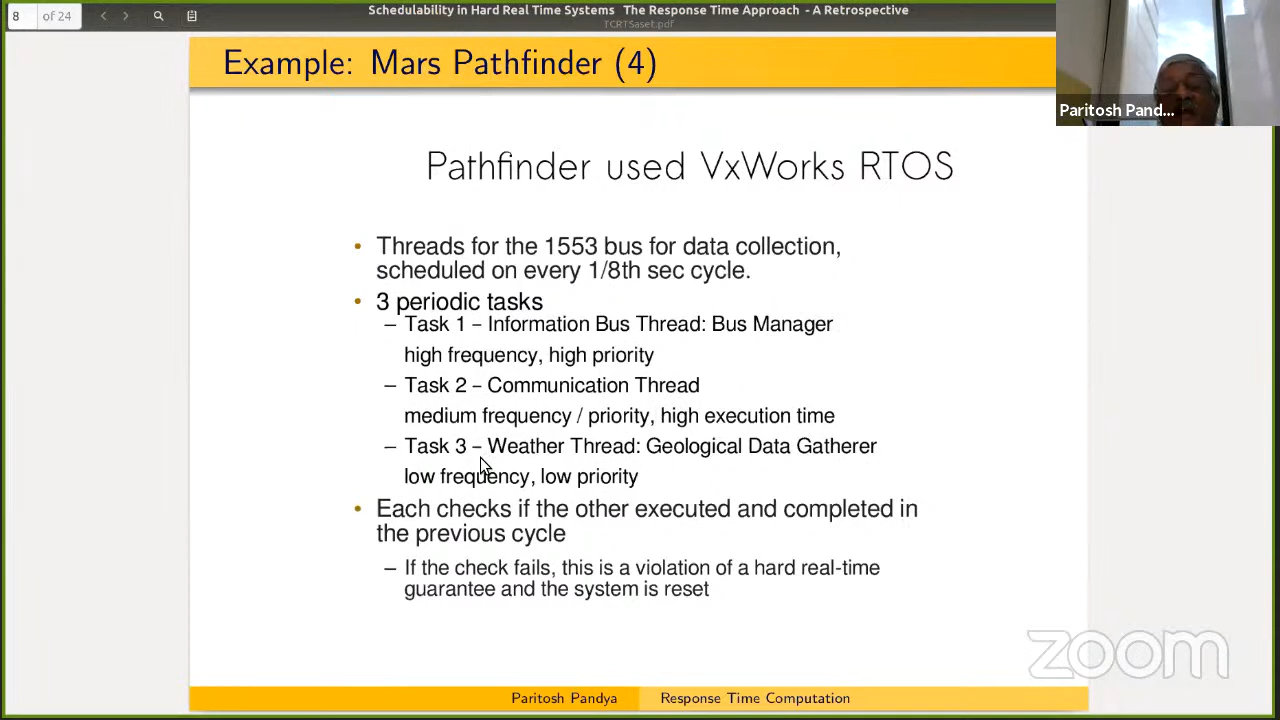 8 of 24
Schedulability in Hard Real Time Systems The Response Time Approach - A Retrospective
TCRTSaset.pdf
Paritosh Pand...
Example: Mars Pathfinder (4)
Pathfinder used VxWorks RTOS
• Threads for the 1553 bus for data collection,
scheduled on every 1/8th sec cycle.
• 3 periodic tasks
– Task 1 – Information Bus Thread: Bus Manager
high frequency, high priority
– Task 2 – Communication Thread
medium frequency / priority, high execution time
– Task 3 – Weather Thread: Geological Data Gatherer
low frequency, low priority
• Each checks if the other executed and completed in
the previous cycle
– If the check fails, this is a violation of a hard real-time
guarantee and the system is reset
zoom
Paritosh Pandya Response Time Computation